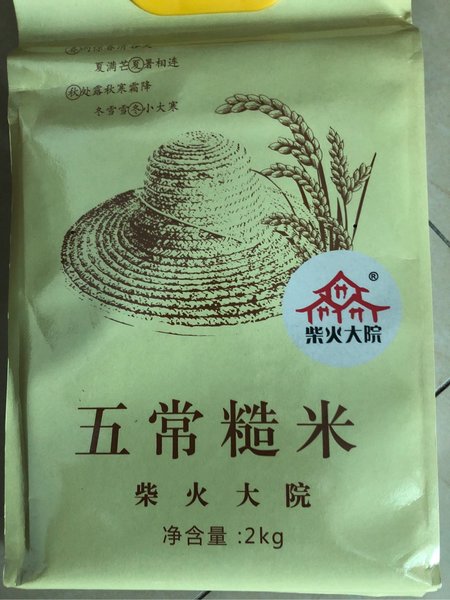 夏满芒夏暑相连
秋处露秋寒霜降
冬雪雪冬小大寒
®
柴火大院
五常糙米
柴火大院
净含量:2kg